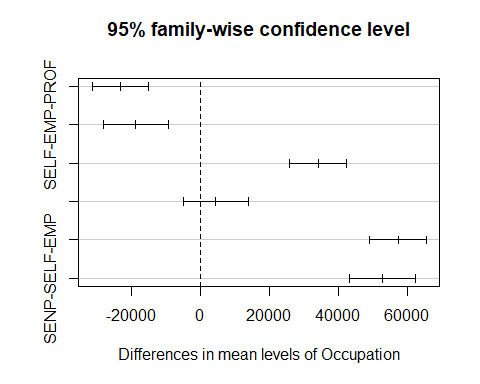 95% family-wise confidence level
SELF-EMP-PROF
SENP-SELF-EMP
-20000 0 20000 40000 60000
Differences in mean levels of Occupation